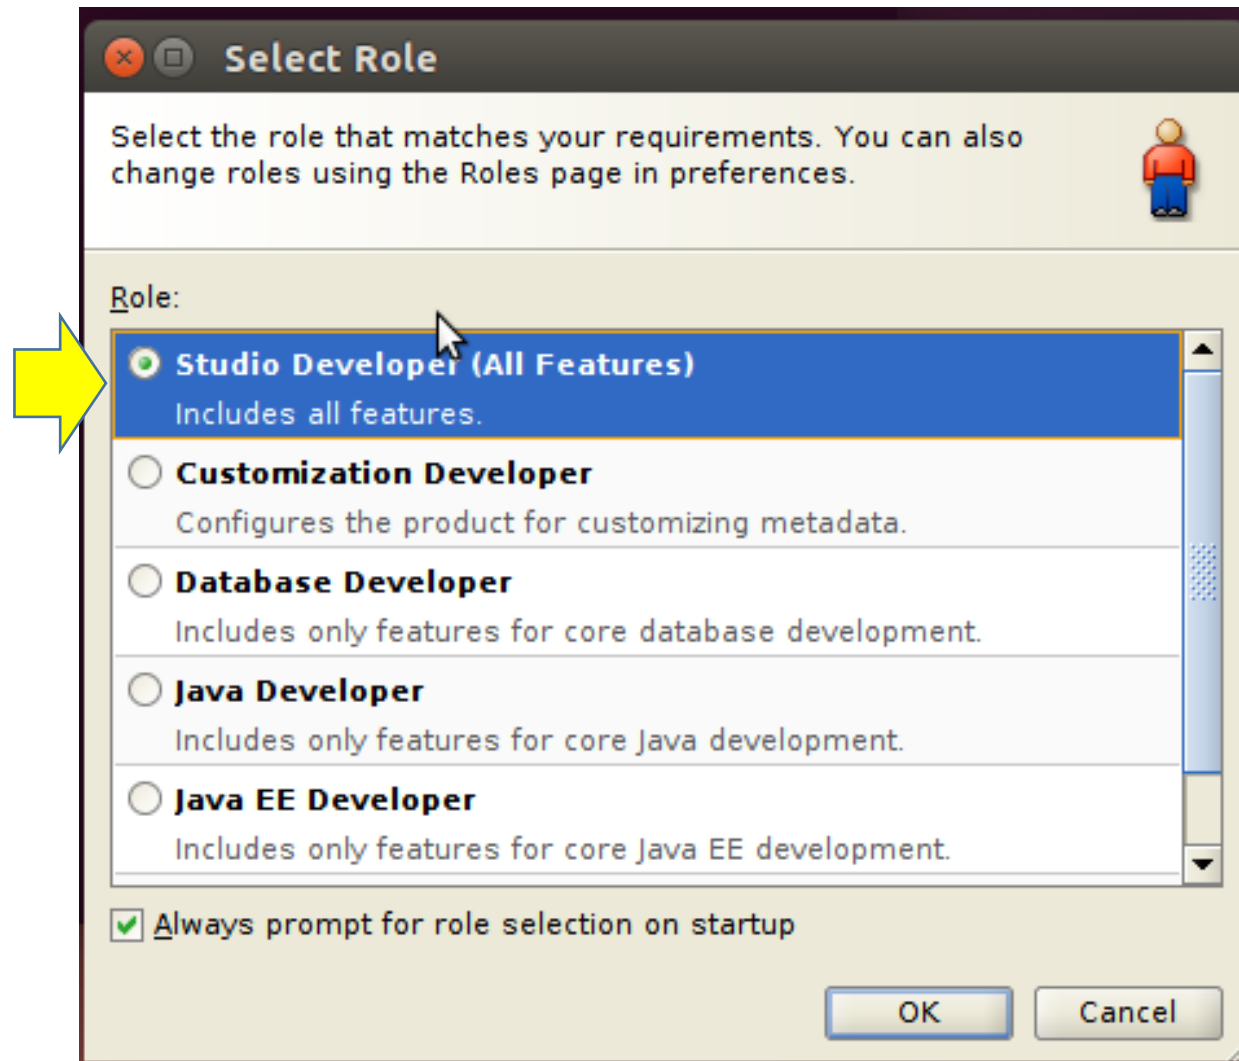 Select Role
Select the role that matches your requirements. You can also
change roles using the Roles page in preferences.
Role:
Studio Developer (All Features)
Includes all features.
Customization Developer
Configures the product for customizing metadata.
Database Developer
Includes only features for core database development.
Java Developer
Includes only features for core Java development.
Java EE Developer
Includes only features for core Java EE development.
Always prompt for role selection on startup
OK
Cancel